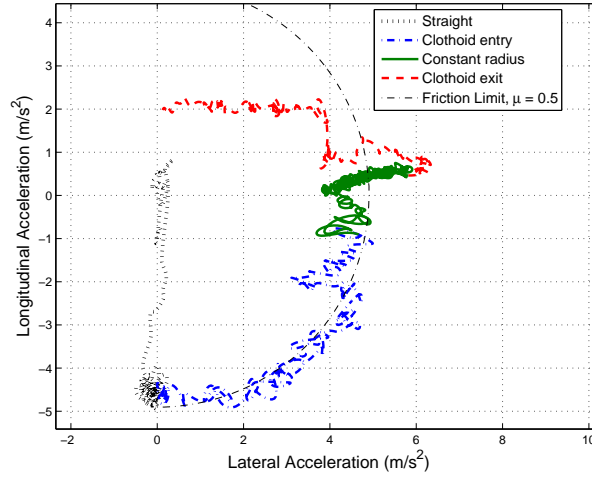 Straight
Clothoid entry
Constant radius
Clothoid exit
Friction Limit, μ = 0.5
4
3
2
1
0
−1
−2
−3
−4
−5
Longitudinal Acceleration (m/s²)
−2 0 2 4 6 8 10
Lateral Acceleration (m/s²)